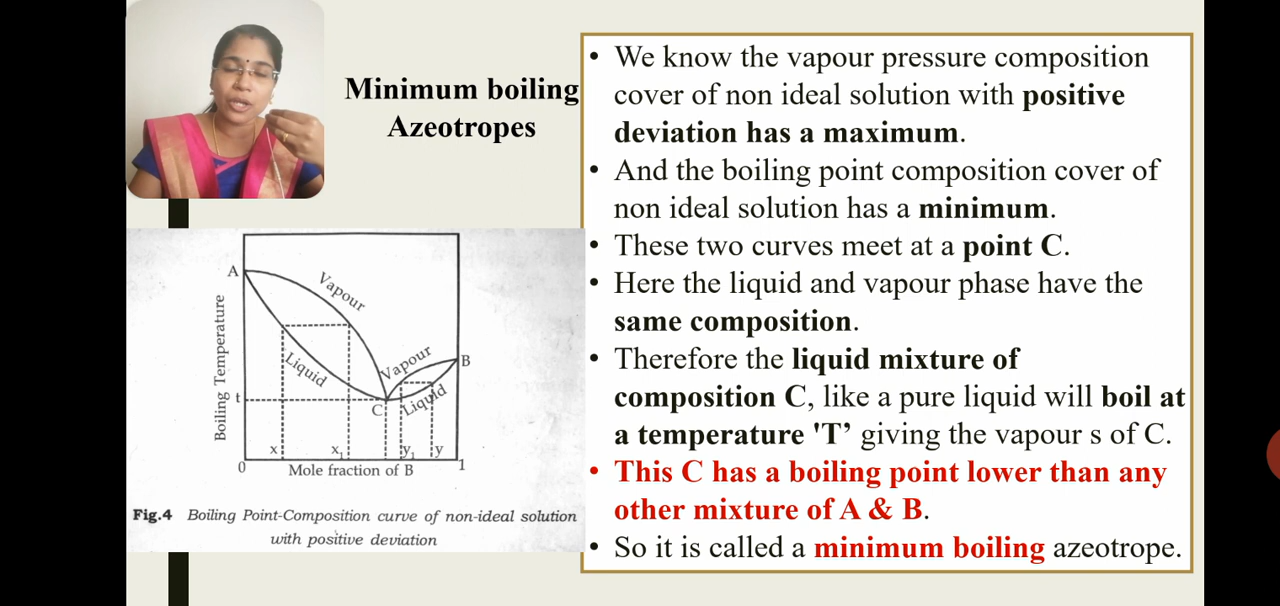 Minimum boiling
Azeotropes
• We know the vapour pressure composition
cover of non ideal solution with positive
deviation has a maximum.
• And the boiling point composition cover of
non ideal solution has a minimum.
• These two curves meet at a point C.
• Here the liquid and vapour phase have the
same composition.
• Therefore the liquid mixture of
composition C, like a pure liquid will boil at
a temperature 'T’ giving the vapour s of C.
• This C has a boiling point lower than any
other mixture of A & B.
• So it is called a minimum boiling azeotrope.
A
Vapour
Liquid
Vapour
B
Liquid
Boiling Temperature
t
C
x
x₁
y₁
y
0
Mole fraction of B
1
Fig.4 Boiling Point-Composition curve of non-ideal solution
with positive deviation